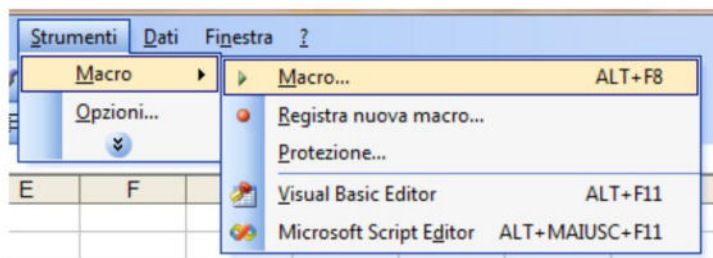 Strumenti Dati Finestra ?
Macro
Opzioni...
Macro... ALT+F8
Registra nuova macro...
Protezione...
Visual Basic Editor ALT+F11
Microsoft Script Editor ALT+MAIUSC+F11
E F